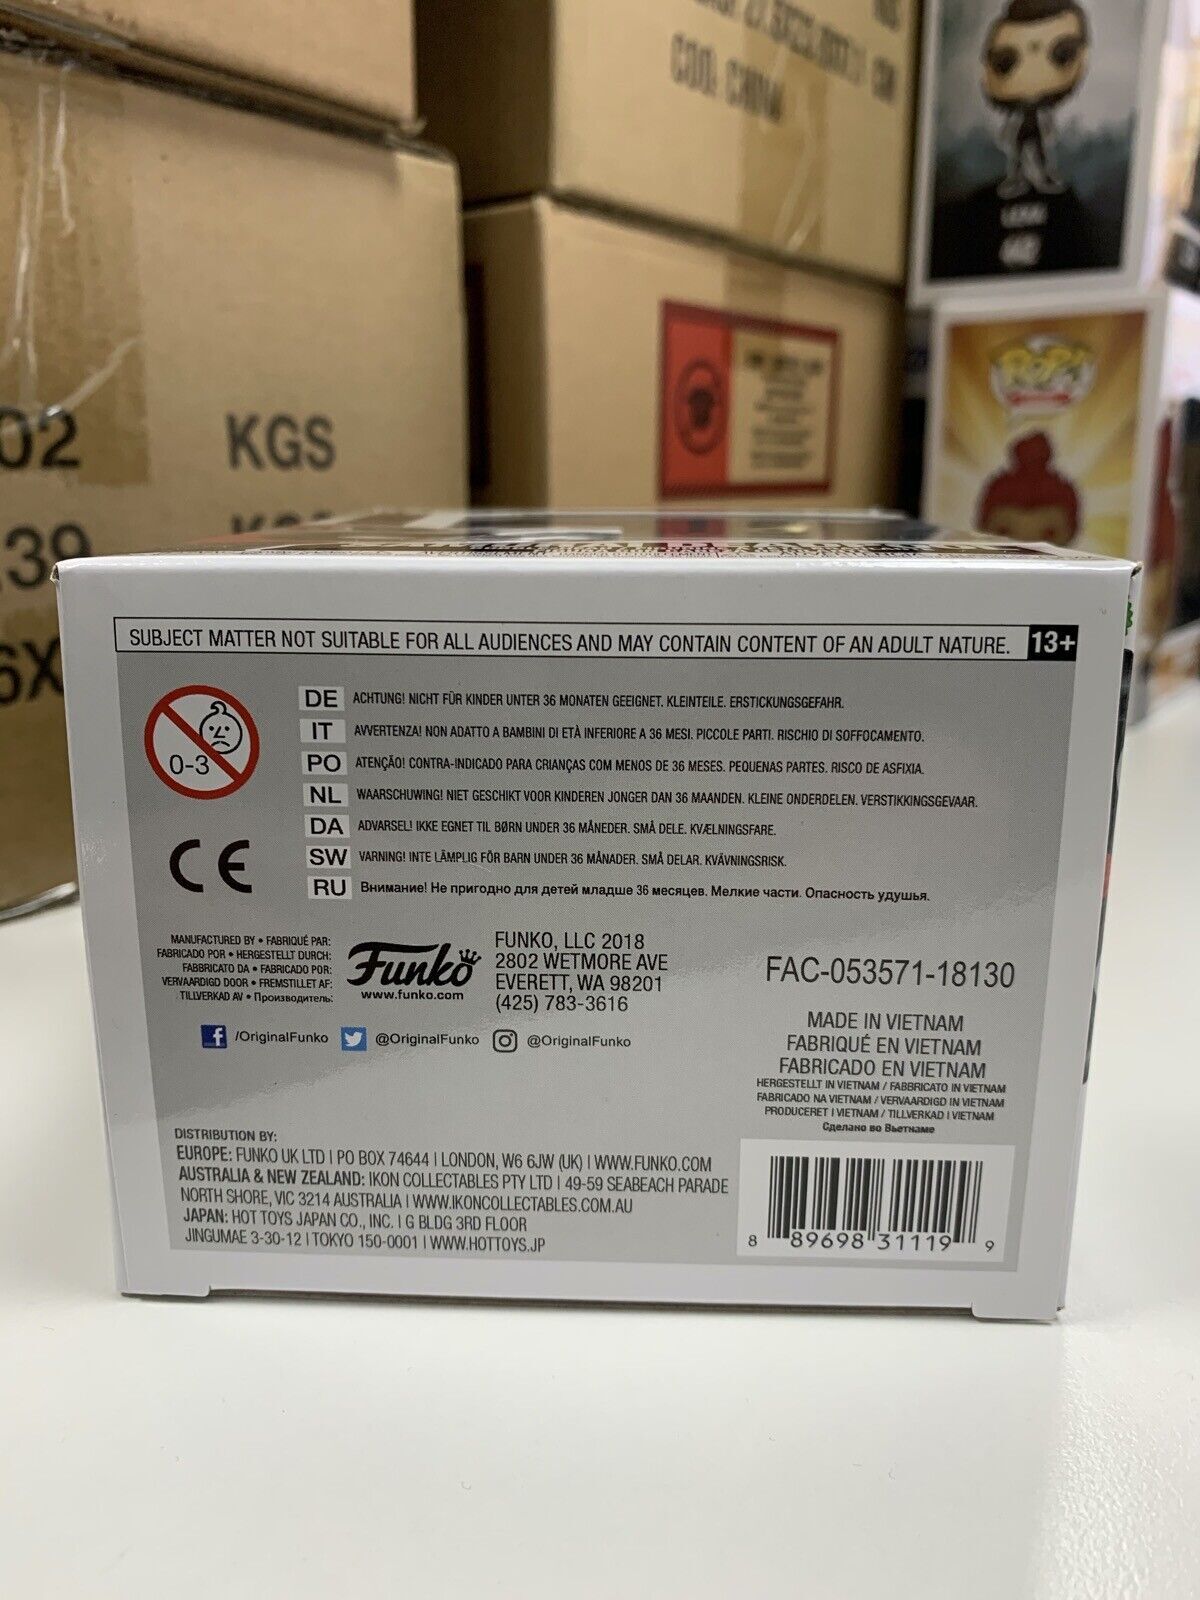 COO: CHINA
02 KGS
39
6X
POP!
SUBJECT MATTER NOT SUITABLE FOR ALL AUDIENCES AND MAY CONTAIN CONTENT OF AN ADULT NATURE. 13+
0-3
DE ACHTUNG! NICHT FÜR KINDER UNTER 36 MONATEN GEEIGNET. KLEINTEILE. ERSTICKUNGSGEFAHR.
IT AVVERTENZA! NON ADATTO A BAMBINI DI ETÀ INFERIORE A 36 MESI. PICCOLE PARTI. RISCHIO DI SOFFOCAMENTO.
PO ATENÇÃO! CONTRA-INDICADO PARA CRIANÇAS COM MENOS DE 36 MESES. PEQUENAS PARTES. RISCO DE ASFIXIA.
NL WAARSCHUWING! NIET GESCHIKT VOOR KINDEREN JONGER DAN 36 MAANDEN. KLEINE ONDERDELEN. VERSTIKKINGSGEVAAR.
DA ADVARSEL! IKKE EGNET TIL BØRN UNDER 36 MÅNEDER. SMÅ DELE. KVÆLNINGSFARE.
SW VARNING! INTE LÄMPLIG FÖR BARN UNDER 36 MÅNADER. SMÅ DELAR. KVÄVNINGSRISK.
RU Внимание! Не пригодно для детей младше 36 месяцев. Мелкие части. Опасность удушья.
CE
MANUFACTURED BY • FABRIQUÉ PAR:
FABRICADO POR • HERGESTELLT DURCH:
FABBRICATO DA • FABRICADO POR:
VERVAARDIGD DOOR • FREMSTILLET AF:
TILLVERKAD AV • Производитель:
Funko
www.funko.com
FUNKO, LLC 2018
2802 WETMORE AVE
EVERETT, WA 98201
(425) 783-3616
/OriginalFunko @OriginalFunko @OriginalFunko
FAC-053571-18130
MADE IN VIETNAM
FABRIQUÉ EN VIETNAM
FABRICADO EN VIETNAM
HERGESTELLT IN VIETNAM / FABBRICATO IN VIETNAM
FABRICADO NA VIETNAM / VERVAARDIGD IN VIETNAM
PRODUCERET I VIETNAM / TILLVERKAD I VIETNAM
Сделано во Вьетнаме
DISTRIBUTION BY:
EUROPE: FUNKO UK LTD | PO BOX 74644 | LONDON, W6 6JW (UK) | WWW.FUNKO.COM
AUSTRALIA & NEW ZEALAND: IKON COLLECTABLES PTY LTD | 49-59 SEABEACH PARADE
NORTH SHORE, VIC 3214 AUSTRALIA | WWW.IKONCOLLECTABLES.COM.AU
JAPAN: HOT TOYS JAPAN CO., INC. | G BLDG 3RD FLOOR
JINGUMAE 3-30-12 | TOKYO 150-0001 | WWW.HOTTOYS.JP
8 89698 31119 9